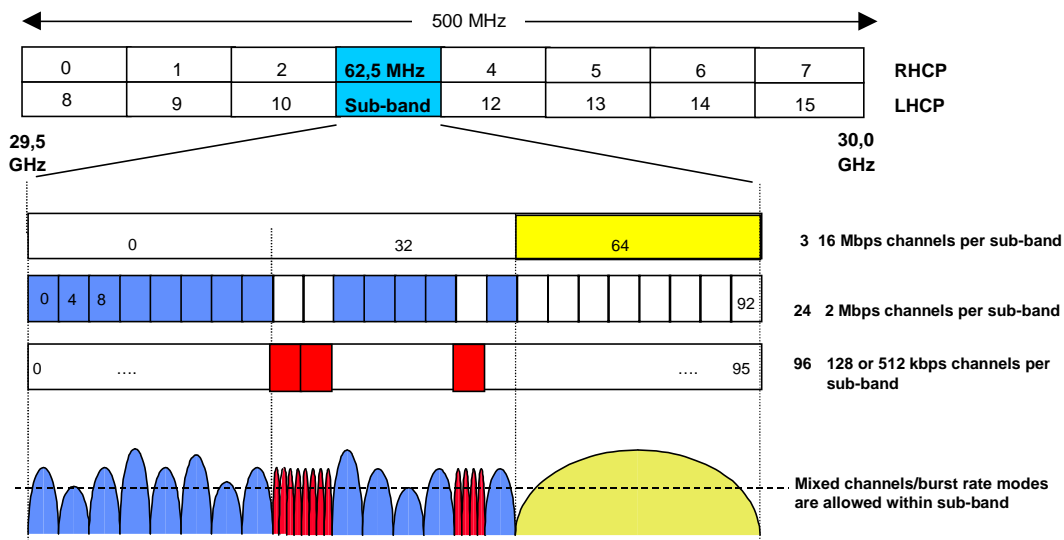 500 MHz
0 1 2 62,5 MHz 4 5 6 7 RHCP
8 9 10 Sub-band 12 13 14 15 LHCP
29,5 GHz
30,0 GHz
0 32 64 3 16 Mbps channels per sub-band
0 4 8 92 24 2 Mbps channels per sub-band
0 .... .... 95 96 128 or 512 kbps channels per
sub-band
Mixed channels/burst rate modes
are allowed within sub-band